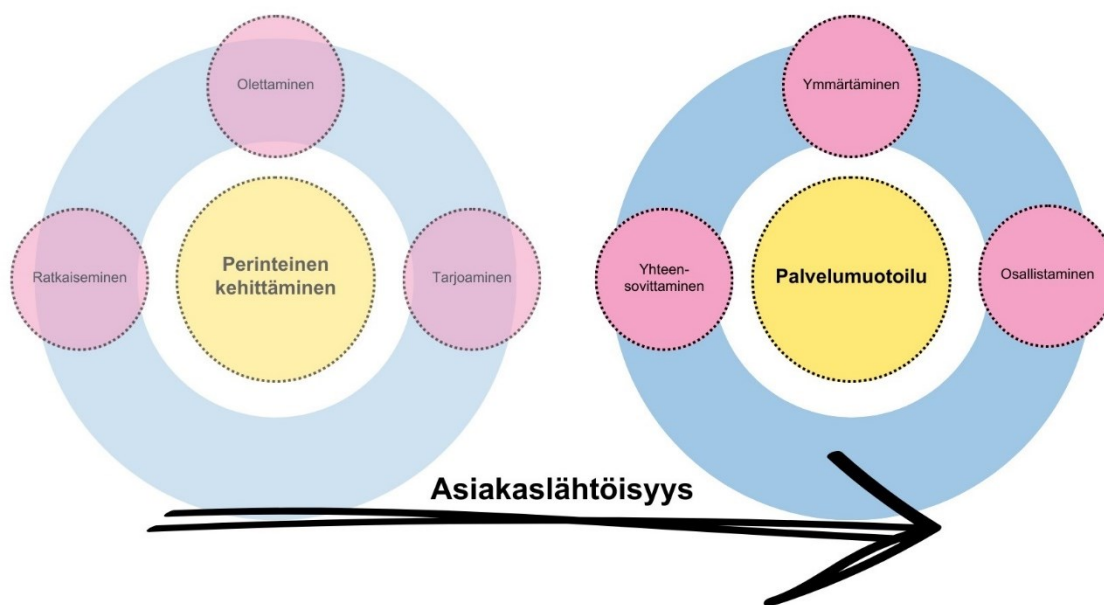 Olettaminen
Ratkaiseminen
Perinteinen
kehittäminen
Tarjoaminen
Ymmärtäminen
Yhteen-
sovittaminen
Palvelumuotoilu
Osallistaminen
Asiakaslähtöisyys